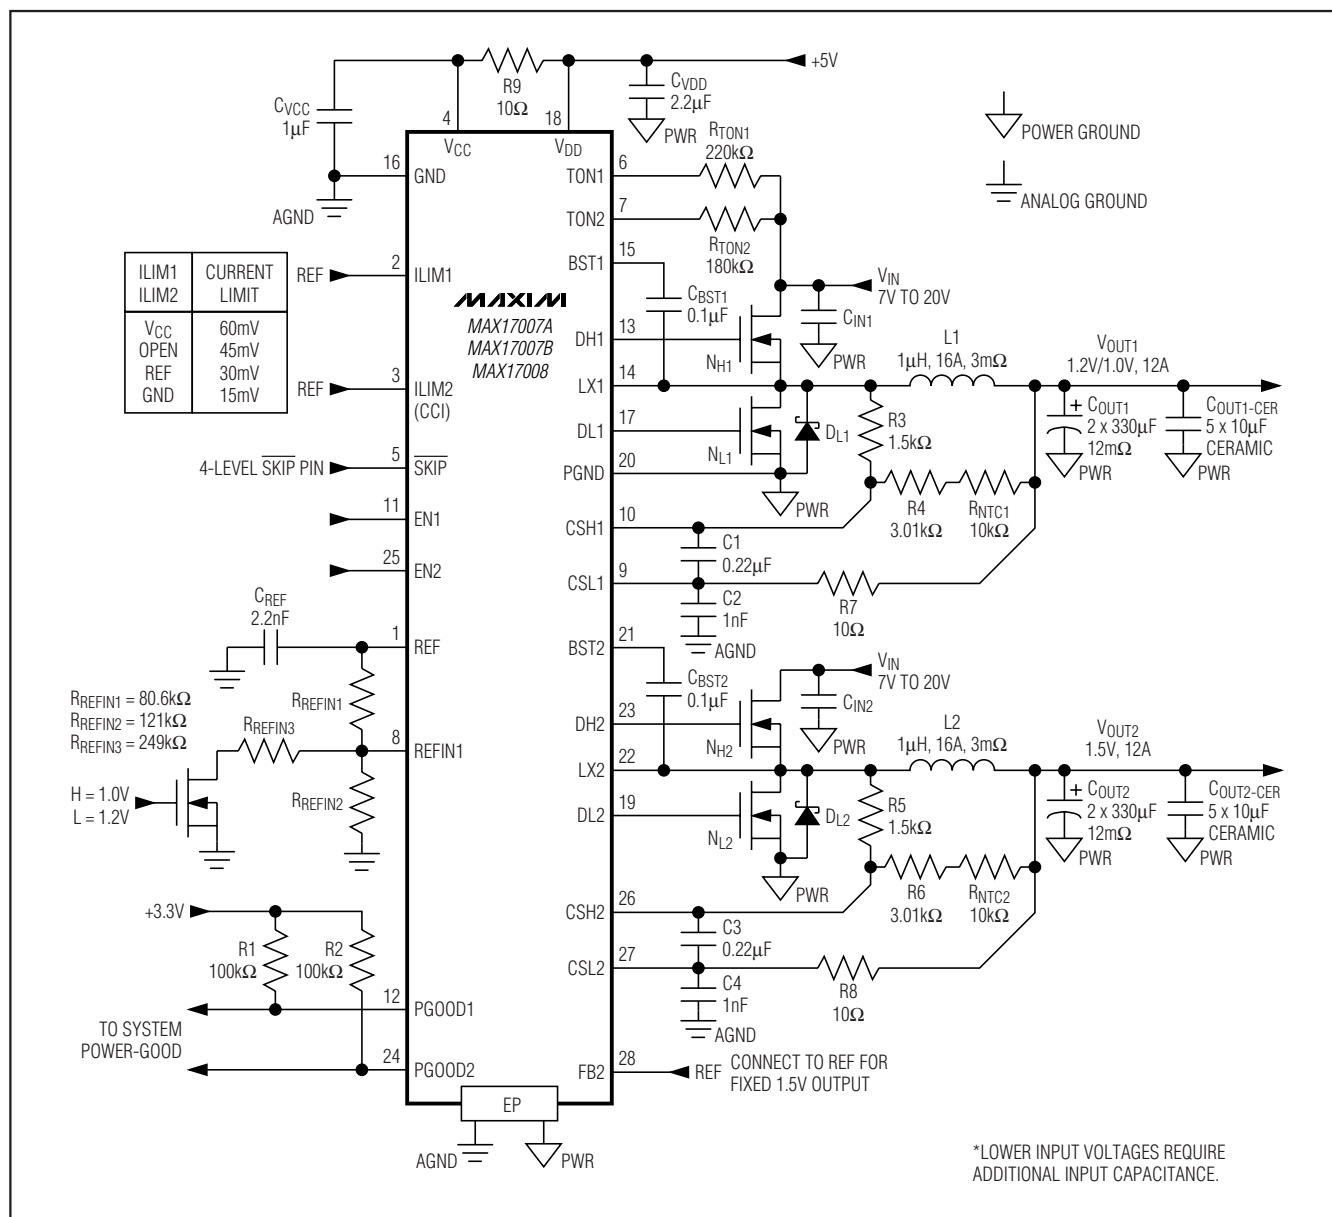 +5V
R9
10Ω
CVCC
1µF
CVDD
2.2µF
PWR
4
18
VCC
VDD
POWER GROUND
ANALOG GROUND
RTON1
220kΩ
16
GND
AGND
6
TON1
7
TON2
RTON2
180kΩ
15
BST1
ILIM1
ILIM2
CURRENT
LIMIT
VCC 60mV
OPEN 45mV
REF 30mV
GND 15mV
REF
2
ILIM1
MAXIM
MAX17007A
MAX17007B
MAX17008
CBST1
0.1µF
VIN
7V TO 20V
CIN1
PWR
13
DH1
NH1
L1
1µH, 16A, 3mΩ
VOUT1
1.2V/1.0V, 12A
REF
3
ILIM2
(CCI)
14
LX1
17
DL1
NL1
DL1
R3
1.5kΩ
+
COUT1
2 x 330µF
12mΩ
PWR
COUT1-CER
5 x 10µF
CERAMIC
PWR
4-LEVEL SKIP PIN
5
SKIP
20
PGND
PWR
R4
3.01kΩ
RNTC1
10kΩ
11
EN1
10
CSH1
C1
0.22µF
25
EN2
9
CSL1
R7
10Ω
C2
1nF
AGND
CREF
2.2nF
1
REF
21
BST2
RREFIN1 = 80.6kΩ
RREFIN2 = 121kΩ
RREFIN3 = 249kΩ
RREFIN1
RREFIN3
CBST2
0.1µF
VIN
7V TO 20V
CIN2
PWR
23
DH2
NH2
L2
1µH, 16A, 3mΩ
VOUT2
1.5V, 12A
8
REFIN1
22
LX2
H = 1.0V
L = 1.2V
RREFIN2
19
DL2
NL2
DL2
R5
1.5kΩ
+
COUT2
2 x 330µF
12mΩ
PWR
COUT2-CER
5 x 10µF
CERAMIC
PWR
PWR
R6
3.01kΩ
RNTC2
10kΩ
+3.3V
26
CSH2
R1
100kΩ
R2
100kΩ
C3
0.22µF
27
CSL2
R8
10Ω
C4
1nF
AGND
12
PGOOD1
TO SYSTEM
POWER-GOOD
24
PGOOD2
28
FB2
REF
CONNECT TO REF FOR
FIXED 1.5V OUTPUT
EP
AGND
PWR
*LOWER INPUT VOLTAGES REQUIRE
ADDITIONAL INPUT CAPACITANCE.